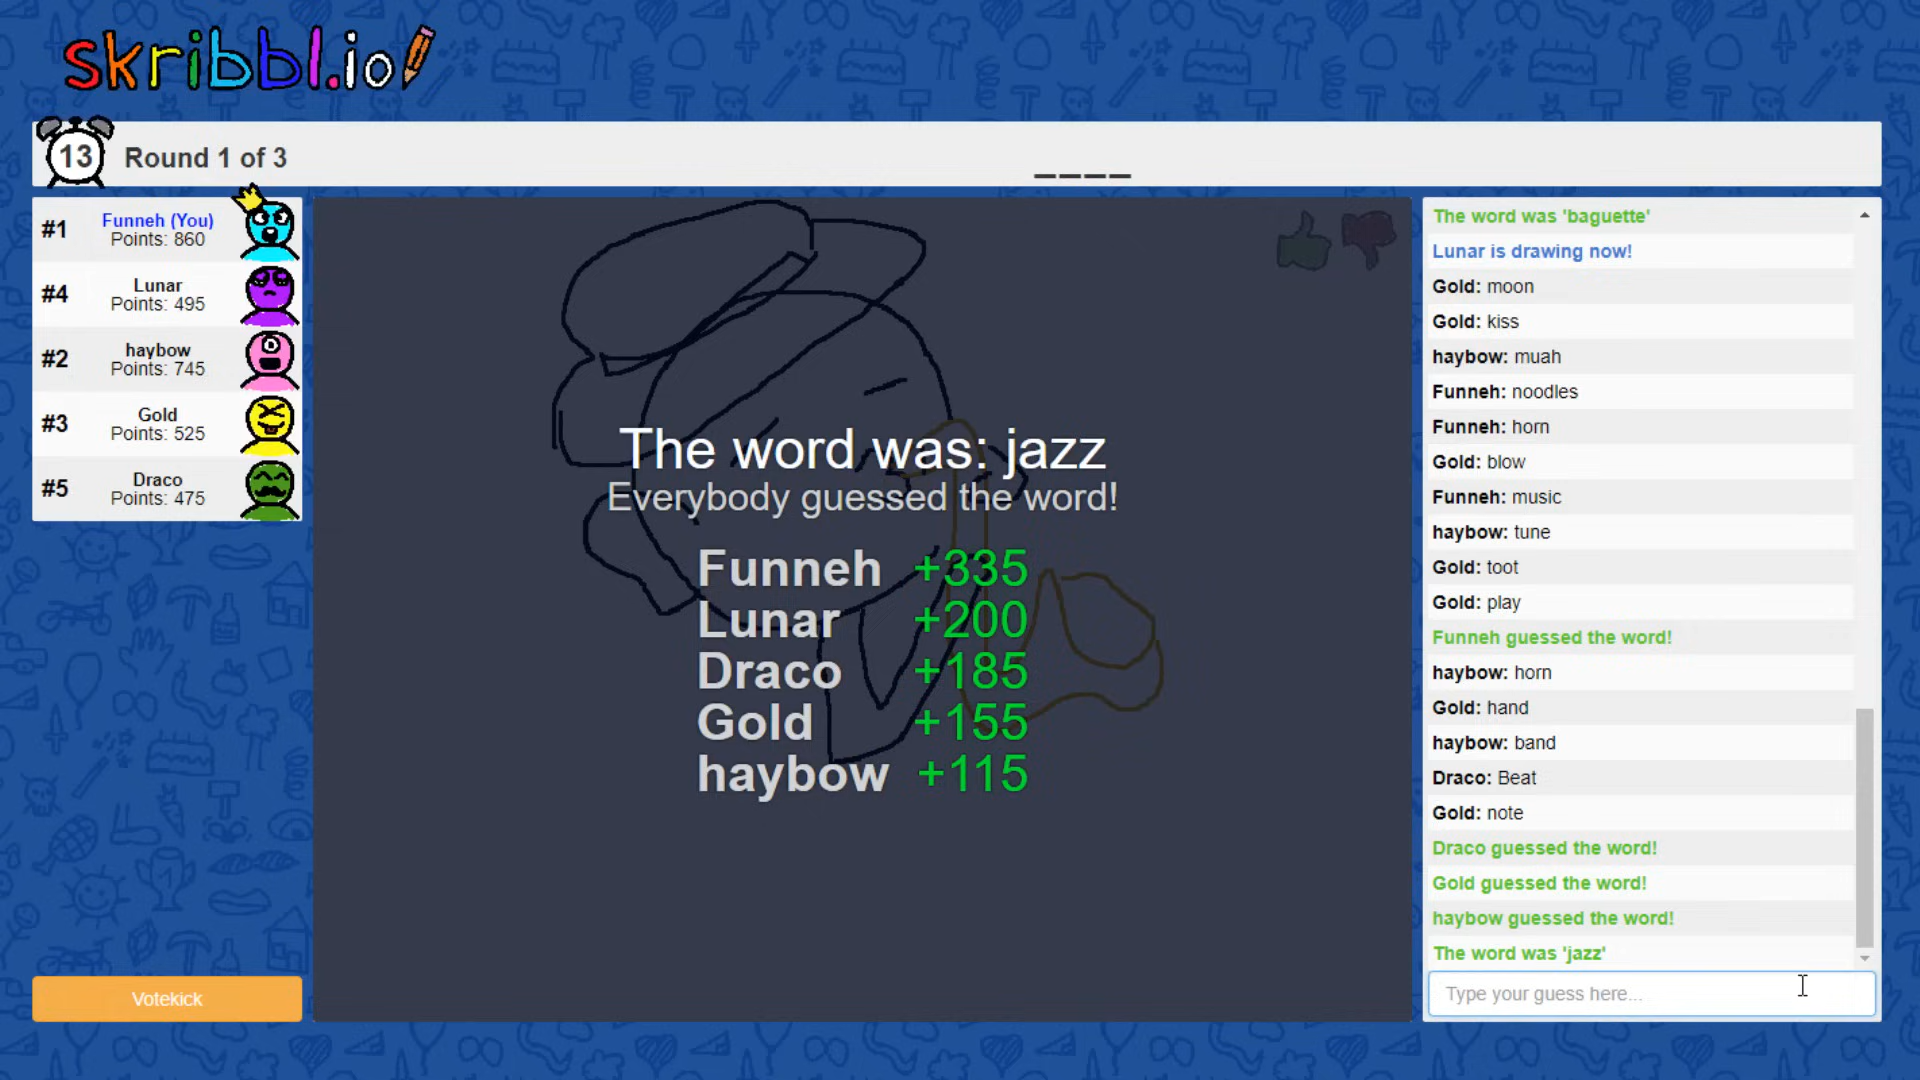 skribbl.io
13 Round 1 of 3
#1 Funneh (You)
Points: 860
#4 Lunar
Points: 495
#2 haybow
Points: 745
#3 Gold
Points: 525
#5 Draco
Points: 475
Votekick
The word was: jazz
Everybody guessed the word!
Funneh +335
Lunar +200
Draco +185
Gold +155
haybow +115
The word was 'baguette'
Lunar is drawing now!
Gold: moon
Gold: kiss
haybow: muah
Funneh: noodles
Funneh: horn
Gold: blow
Funneh: music
haybow: tune
Gold: toot
Gold: play
Funneh guessed the word!
haybow: horn
Gold: hand
haybow: band
Draco: Beat
Gold: note
Draco guessed the word!
Gold guessed the word!
haybow guessed the word!
The word was 'jazz'
Type your guess here...